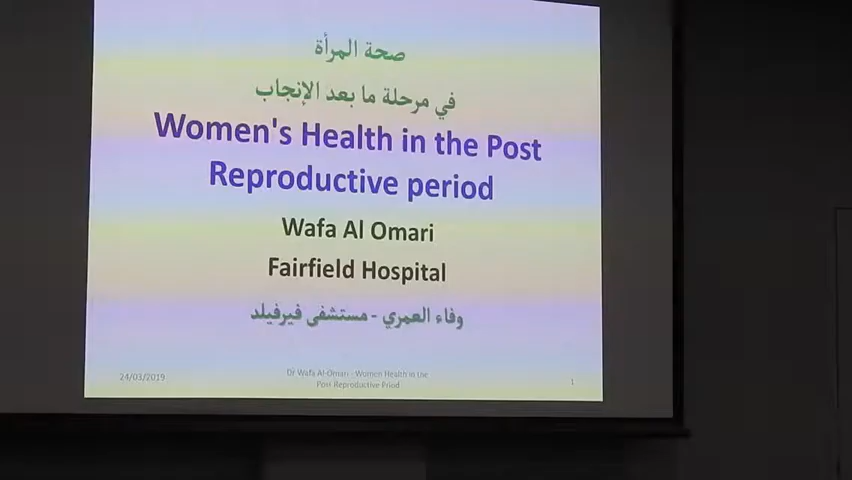 صحة المرأة
في مرحلة ما بعد الإنجاب
Women's Health in the Post
Reproductive period
Wafa Al Omari
Fairfield Hospital
وفاء العمري - مستشفى فيرفيلد
24/03/2019
Dr Wafa Al-Omari - Women Health in the
Post Reproductive Priod
1